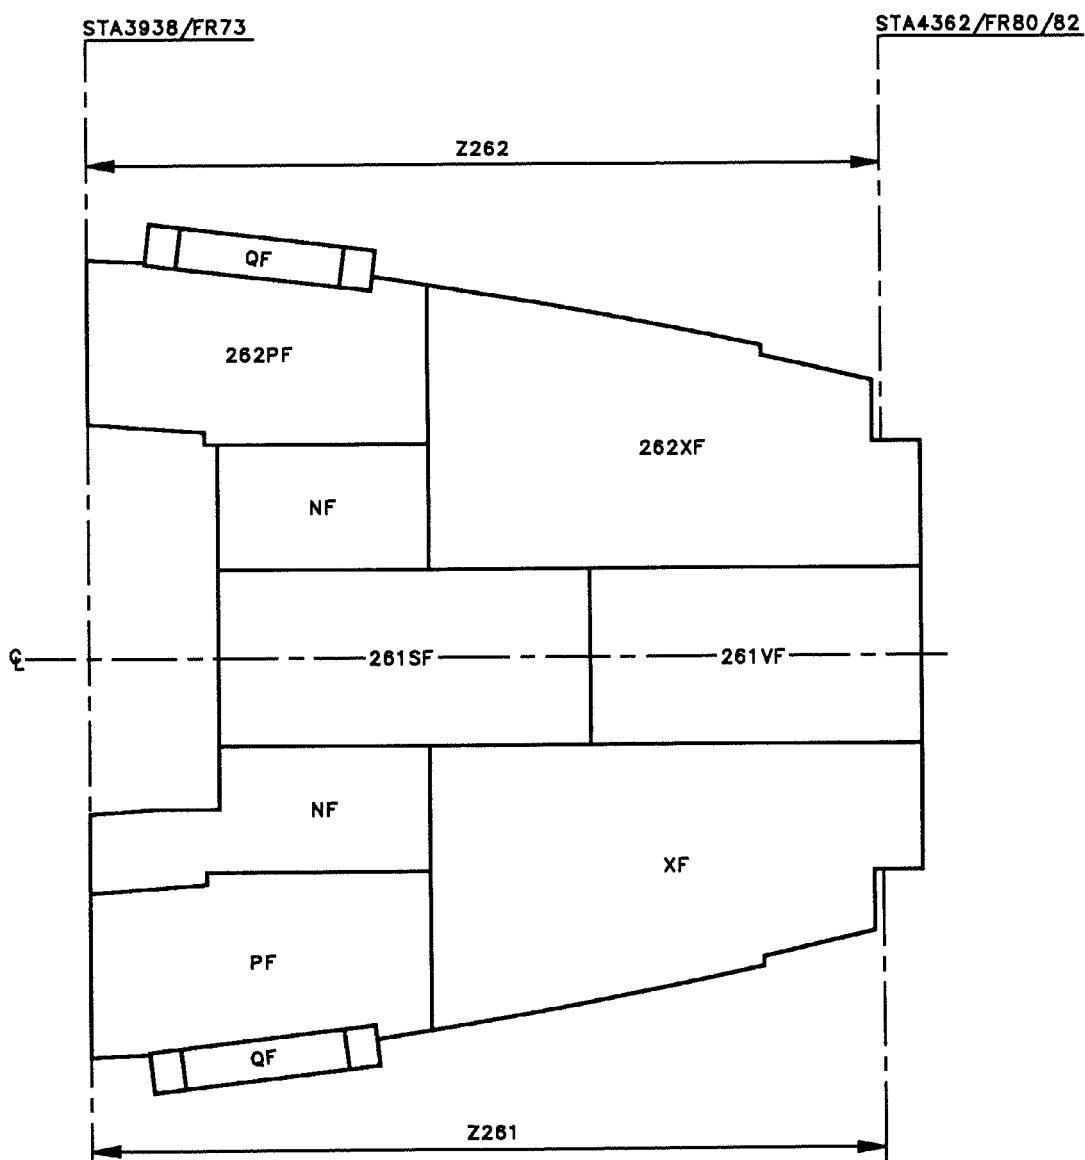 STA3938/FR73
STA4362/FR80/82
Z262
QF
262PF
262XF
NF
℄
261SF
261VF
NF
XF
PF
QF
Z261